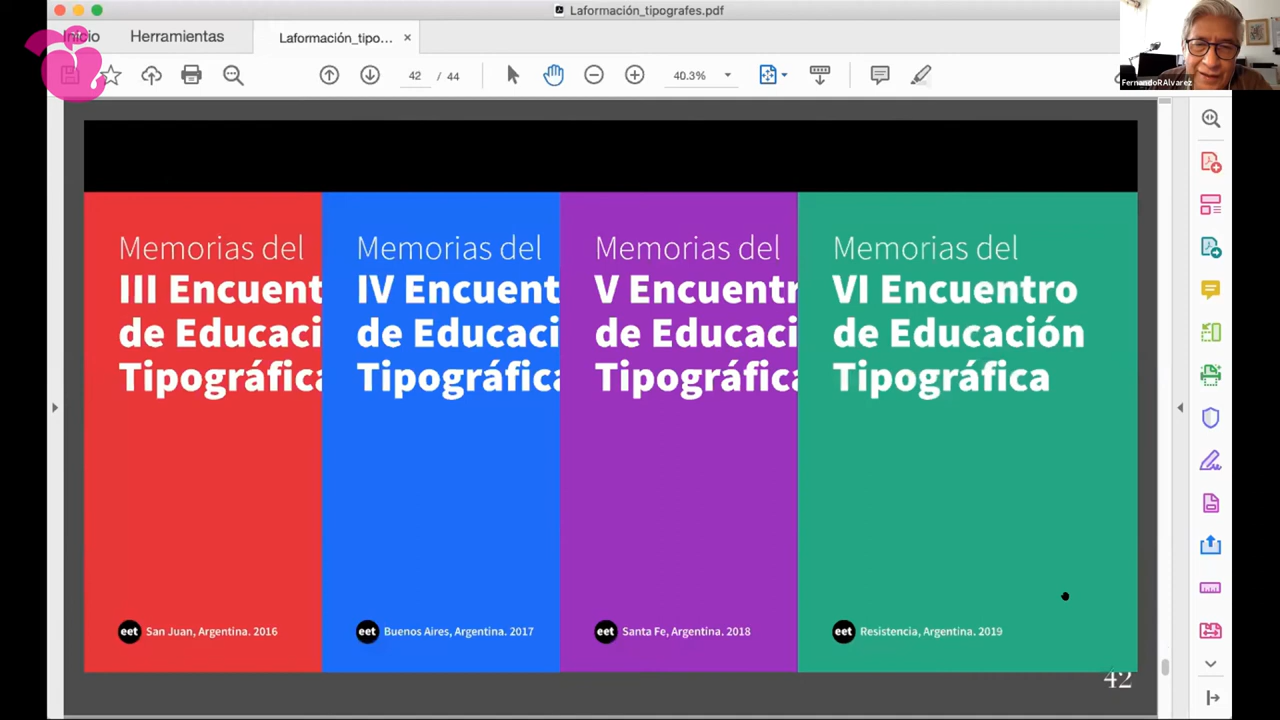 Laformación_tipografes.pdf
Inicio
Herramientas
Laformación_tipo... ×
42 / 44
40.3%
FernandoRAlvarez
Memorias del
III Encuent
de Educaci
Tipográfica
eet San Juan, Argentina. 2016
Memorias del
IV Encuent
de Educaci
Tipográfica
eet Buenos Aires, Argentina. 2017
Memorias del
V Encuentr
de Educaci
Tipográfica
eet Santa Fe, Argentina. 2018
Memorias del
VI Encuentro
de Educación
Tipográfica
eet Resistencia, Argentina. 2019
42